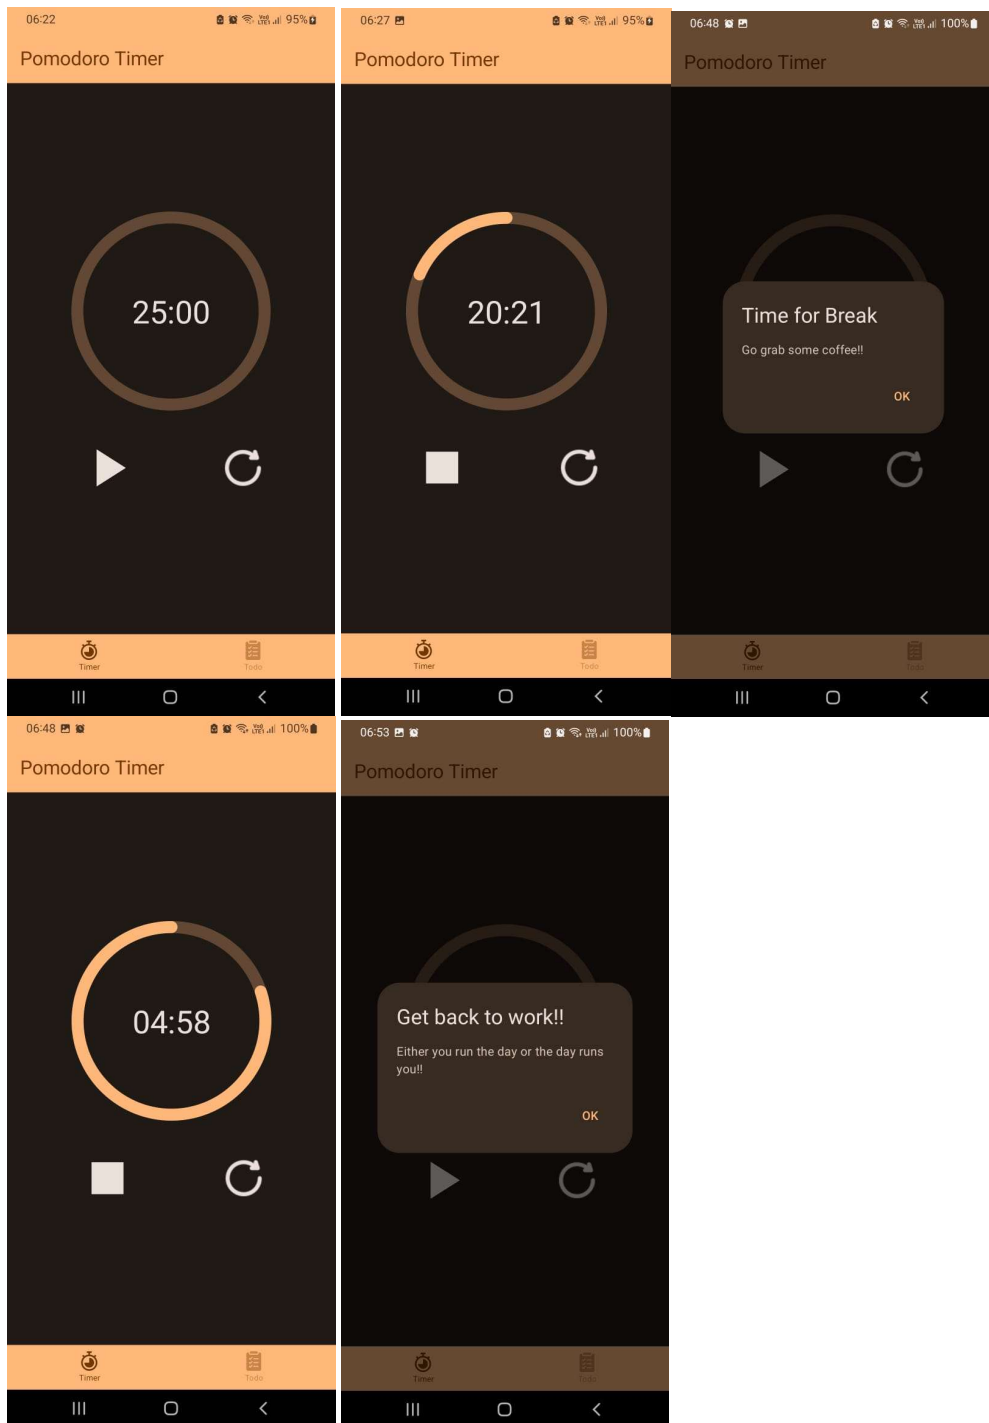 06:22
95%
Pomodoro Timer
25:00
Timer
Todo
06:27
95%
Pomodoro Timer
20:21
Timer
Todo
06:48
100%
Pomodoro Timer
Time for Break
Go grab some coffee!!
OK
Timer
Todo
06:48
100%
Pomodoro Timer
04:58
Timer
Todo
06:53
100%
Pomodoro Timer
Get back to work!!
Either you run the day or the day runs
you!!
OK
Timer
Todo